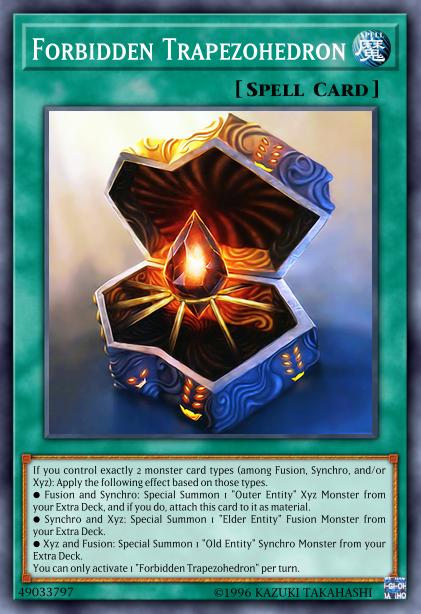 FORBIDDEN TRAPEZOHEDRON
SPELL
魔
[SPELL CARD]
If you control exactly 2 monster card types (among Fusion, Synchro, and/or
Xyz): Apply the following effect based on those types.
● Fusion and Synchro: Special Summon 1 "Outer Entity" Xyz Monster from
your Extra Deck, and if you do, attach this card to it as material.
● Synchro and Xyz: Special Summon 1 "Elder Entity" Fusion Monster from
your Extra Deck.
● Xyz and Fusion: Special Summon 1 "Old Entity" Synchro Monster from your
Extra Deck.
You can only activate 1 "Forbidden Trapezohedron" per turn.
49033797 ©1996 KAZUKI TAKAHASHI